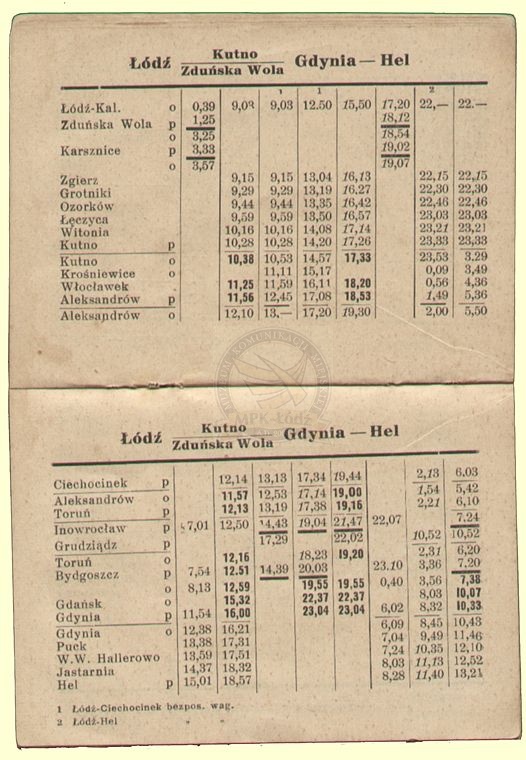 Łódź Kutno Gdynia — Hel
Zduńska Wola
1 1 2
Łódź-Kal. o 0,39 9,03 9,03 12.50 15,50 17,20 22,— 22.—
Zduńska Wola p 1,25 18,12
o 3,25 18,54
Karsznice p 3,33 19,02
o 3,57 19,07
Zgierz 9,15 9,15 13,04 16,13 22,15 22,15
Grotniki 9,29 9,29 13,19 16.27 22,30 22,30
Ozorków 9,44 9,44 13,35 16,42 22,46 22,46
Łęczyca 9,59 9,59 13,50 16,57 23,03 23,03
Witonia 10,16 10,16 14,08 17,14 23,21 23,21
Kutno p 10,28 10,28 14,20 17,26 23,33 23,33
Kutno o 10,38 10,53 14,57 17,33 23,53 3.29
Krośniewice o 11,11 15,17 0,09 3,49
Włocławek 11,25 11,59 16,11 18,20 0,56 4,36
Aleksandrów p 11,56 12,45 17,08 18,53 1,49 5,36
Aleksandrów o 12,10 13.— 17,20 19,30 2,00 5,50
MPK-Łódź
Łódź Kutno Gdynia — Hel
Zduńska Wola
Ciechocinek p 12,14 13,13 17,34 19,44 2,13 6.03
Aleksandrów o 11,57 12,53 17,14 19,00 1,54 5,42
Toruń p 12,13 13,19 17,38 19,16 2,21 6,10
Inowrocław p 7,01 12,50 14,43 19,04 21,47 22,07 7.24
Grudziądz p 17,29 22,02 10,52 10,52
Toruń o 12,16 18,23 19,20 2,31 6,20
Bydgoszcz p 7,54 12.51 14,39 20,03 23.10 3,36 7,20
o 8,13 12,59 19,55 19,55 0,40 3,56 7,38
Gdańsk o 15,32 22,37 22,37 8,03 10,07
Gdynia p 11,54 16,00 23,04 23,04 6,02 8,32 10,33
Gdynia o 12,38 16,21 6,09 8,45 10,43
Puck 13,38 17,31 7,04 9,49 11,46
W.W. Hallerowo 13,59 17,51 7,24 10,35 12,10
Jastarnia 14,37 18,32 8,03 11,13 12,52
Hel p 15,01 18,57 8,28 11,40 13,21
1 Łódź-Ciechocinek bezpos. wag.
2 Łódź-Hel „ „